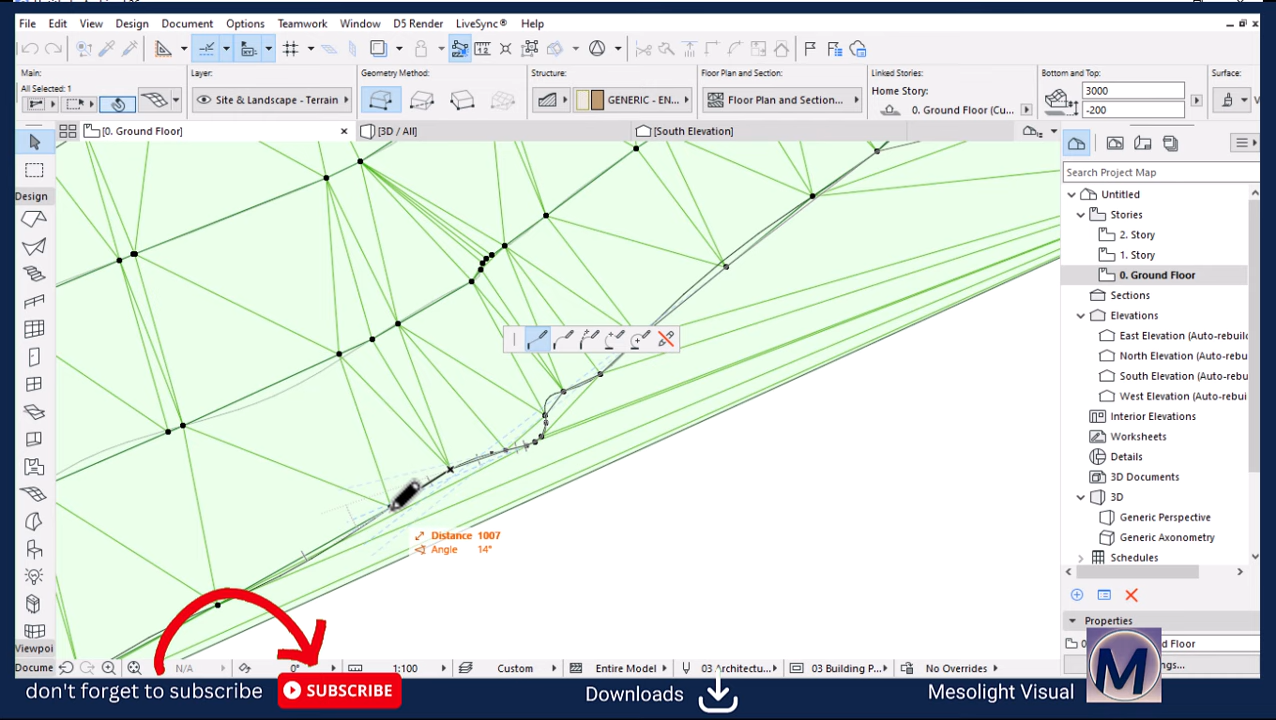 File Edit View Design Document Options Teamwork Window D5 Render LiveSync® Help
Main:
All Selected: 1
Layer:
Site & Landscape - Terrain
Geometry Method:
Structure:
GENERIC - EN...
Floor Plan and Section:
Floor Plan and Section...
Linked Stories:
Home Story:
0. Ground Floor (Cu...
Bottom and Top:
3000
-200
Surface:
[0. Ground Floor]
[3D / All]
[South Elevation]
Design
Search Project Map
Untitled
Stories
2. Story
1. Story
0. Ground Floor
Sections
Elevations
East Elevation (Auto-rebuil
North Elevation (Auto-rebu
South Elevation (Auto-rebu
West Elevation (Auto-rebu
Interior Elevations
Worksheets
Details
3D Documents
3D
Generic Perspective
Generic Axonometry
Schedules
Distance 1007
Angle 14°
Viewpoi
Docume
N/A
0°
1:100
Custom
Entire Model
03 Architectu...
03 Building P...
No Overrides
Properties
M
don't forget to subscribe
SUBSCRIBE
Downloads
Mesolight Visual